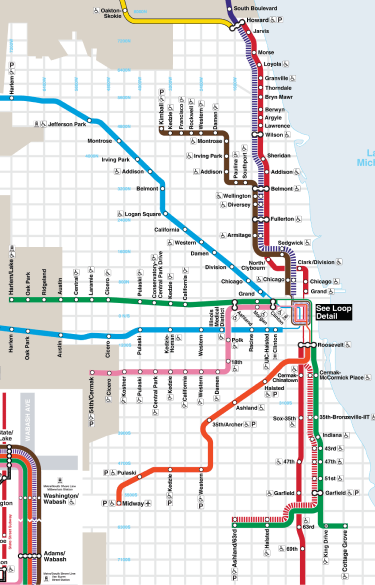 South Boulevard
Oakton-
Skokie
Howard
Jarvis
Morse
Loyola
Granville
Thorndale
Bryn Mawr
Berwyn
Argyle
Lawrence
Wilson
Sheridan
Addison
Belmont
Wellington
Diversey
Fullerton
Armitage
Sedgwick
North/
Clybourn
Clark/Division
Chicago
Chicago
Grand
Harlem
Jefferson Park
Montrose
Irving Park
Addison
Belmont
Logan Square
California
Western
Damen
Division
Chicago
Grand
Kimball
Kedzie
Francisco
Rockwell
Western
Damen
Montrose
Irving Park
Addison
Paulina
Southport
Harlem/Lake
Oak Park
Ridgeland
Austin
Central
Laramie
Cicero
Pulaski
Conservatory-
Central Park Drive
Kedzie
California
Ashland
Morgan
Clinton
See Loop
Detail
Harlem
Oak Park
Austin
Cicero
Pulaski
Kedzie-
Homan
Western
Illinois
Medical
District
Racine
UIC-Halsted
Clinton
Polk
18th
54th/Cermak
Cicero
Kostner
Pulaski
Central Park
Kedzie
California
Western
Damen
Roosevelt
Cermak-
Chinatown
Cermak-
McCormick Place
Halsted
Ashland
35th/Archer
Sox-35th
35th-Bronzeville-IIT
Indiana
43rd
47th
47th
51st
Garfield
Garfield
63rd
69th
Pulaski
Midway
Kedzie
Western
Ashland/63rd
Halsted
King Drive
Cottage Grove
WABASH AVE
State/
Lake
Washington/
Wabash
Adams/
Wabash